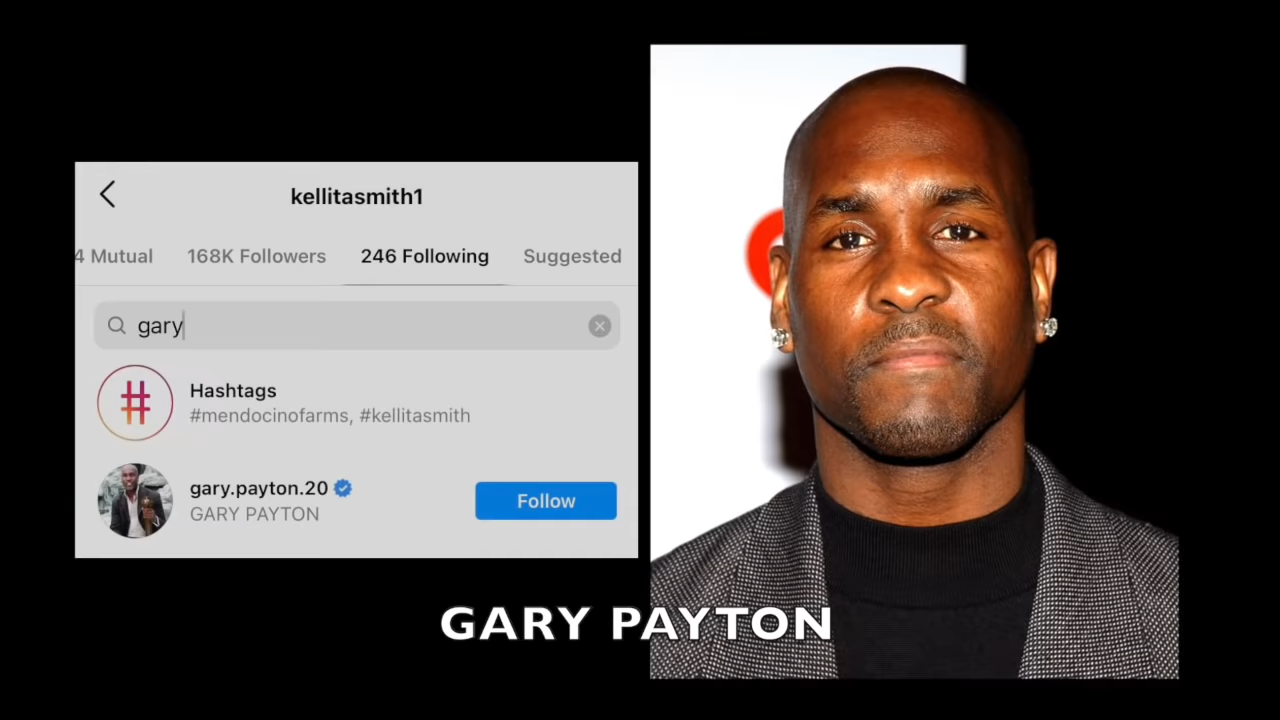 kellitasmith1
4 Mutual 168K Followers 246 Following Suggested
gary
Hashtags
#mendocinofarms, #kellitasmith
gary.payton.20
GARY PAYTON
Follow
GARY PAYTON